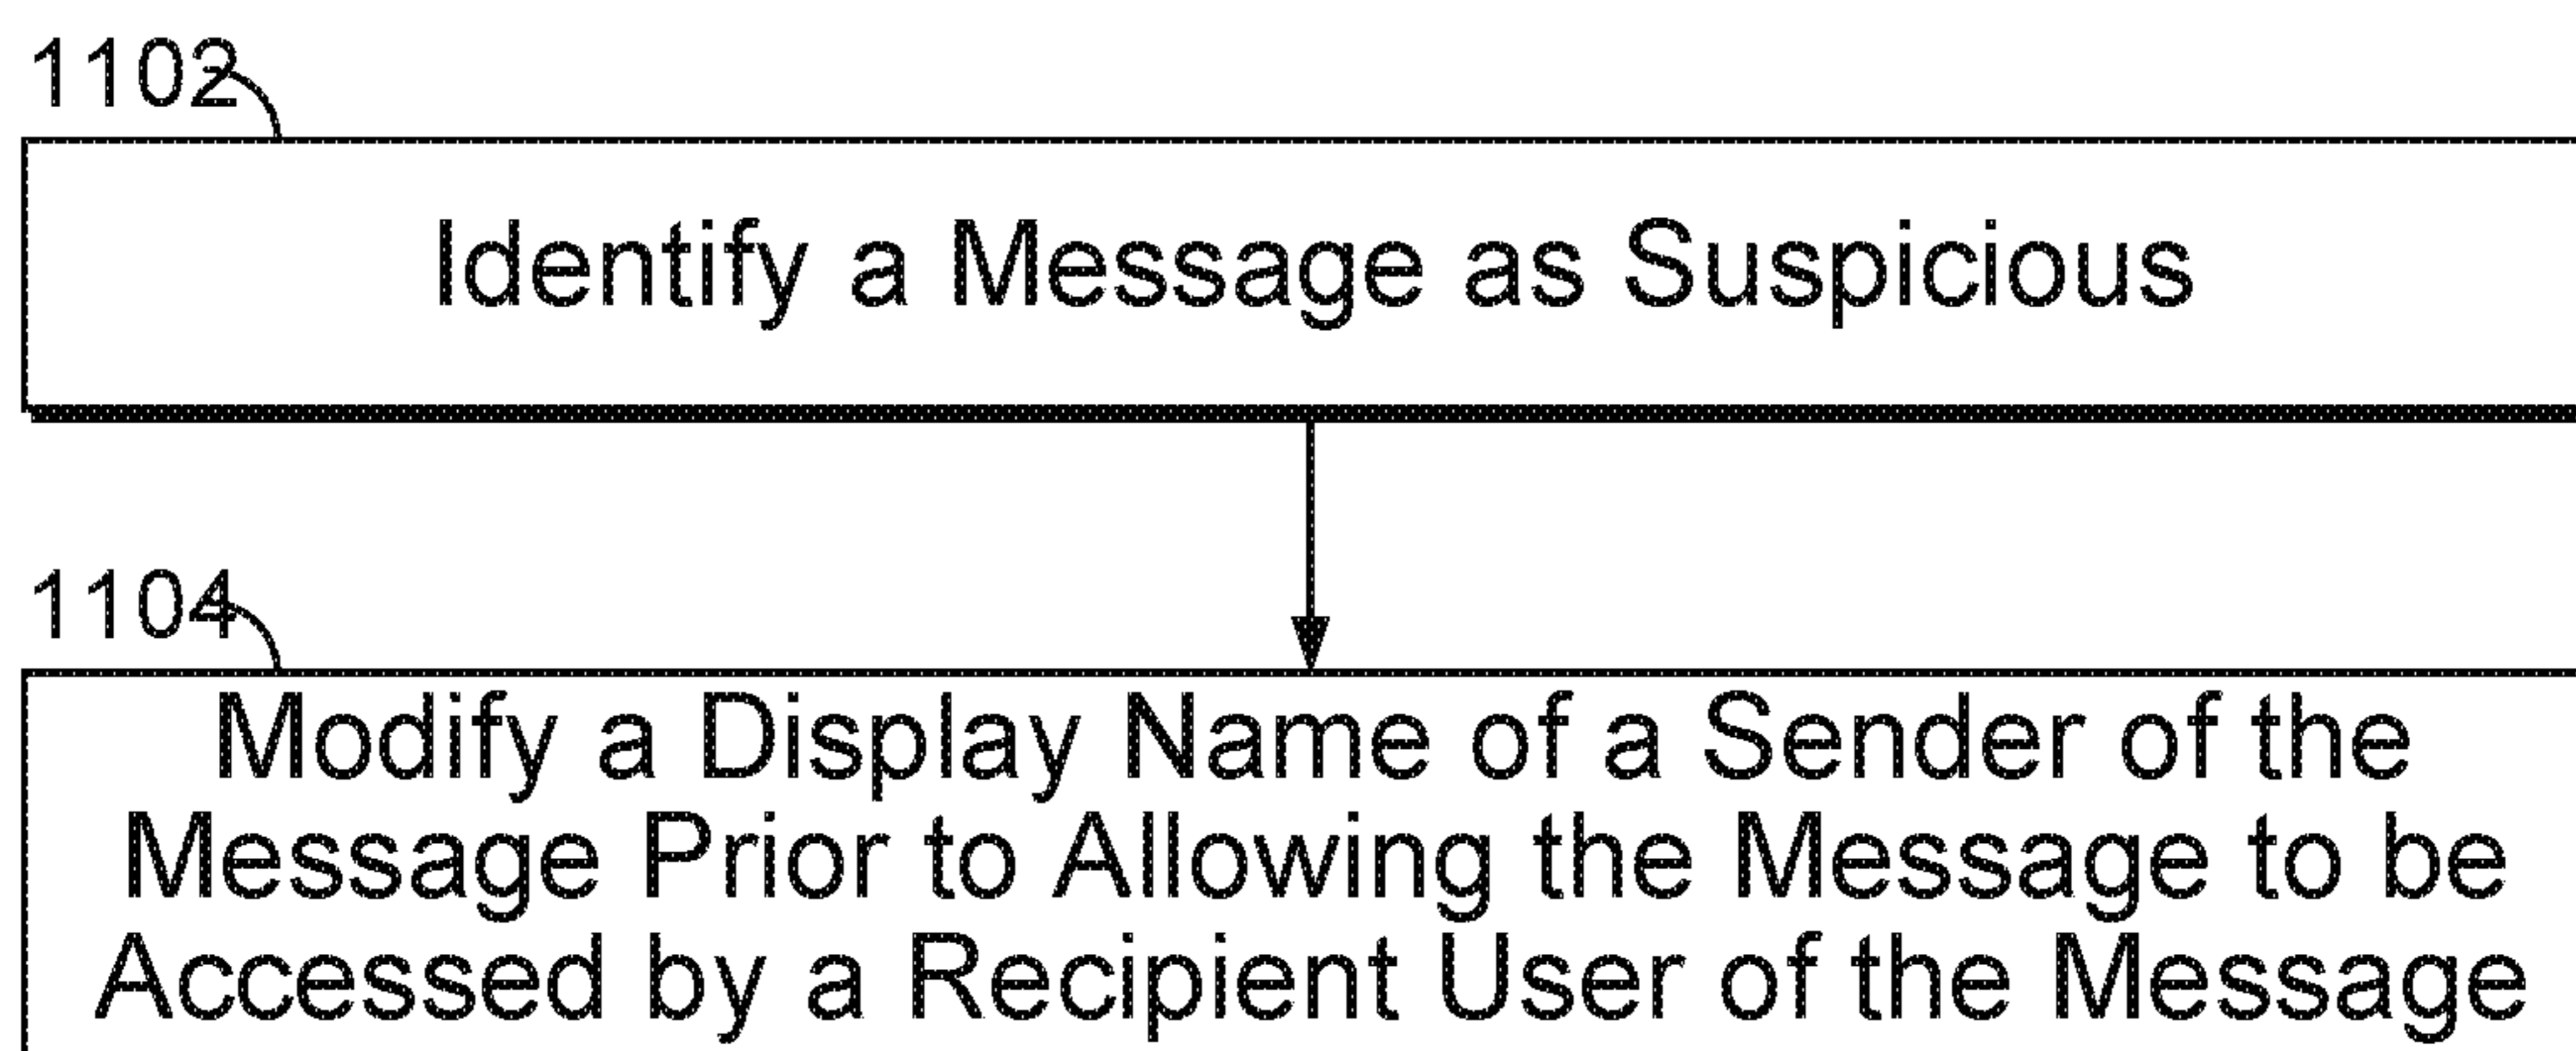 1102
Identify a Message as Suspicious
1104
Modify a Display Name of a Sender of the
Message Prior to Allowing the Message to be
Accessed by a Recipient User of the Message